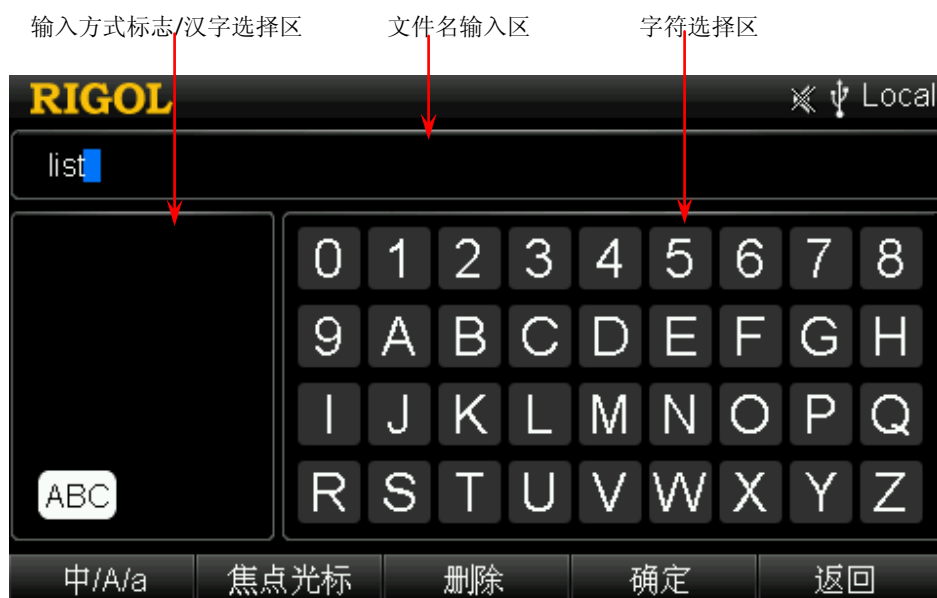 输入方式标志/汉字选择区 文件名输入区 字符选择区
RIGOL Local
list
0 1 2 3 4 5 6 7 8
9 A B C D E F G H
I J K L M N O P Q
ABC R S T U V W X Y Z
中/A/a 焦点光标 删除 确定 返回